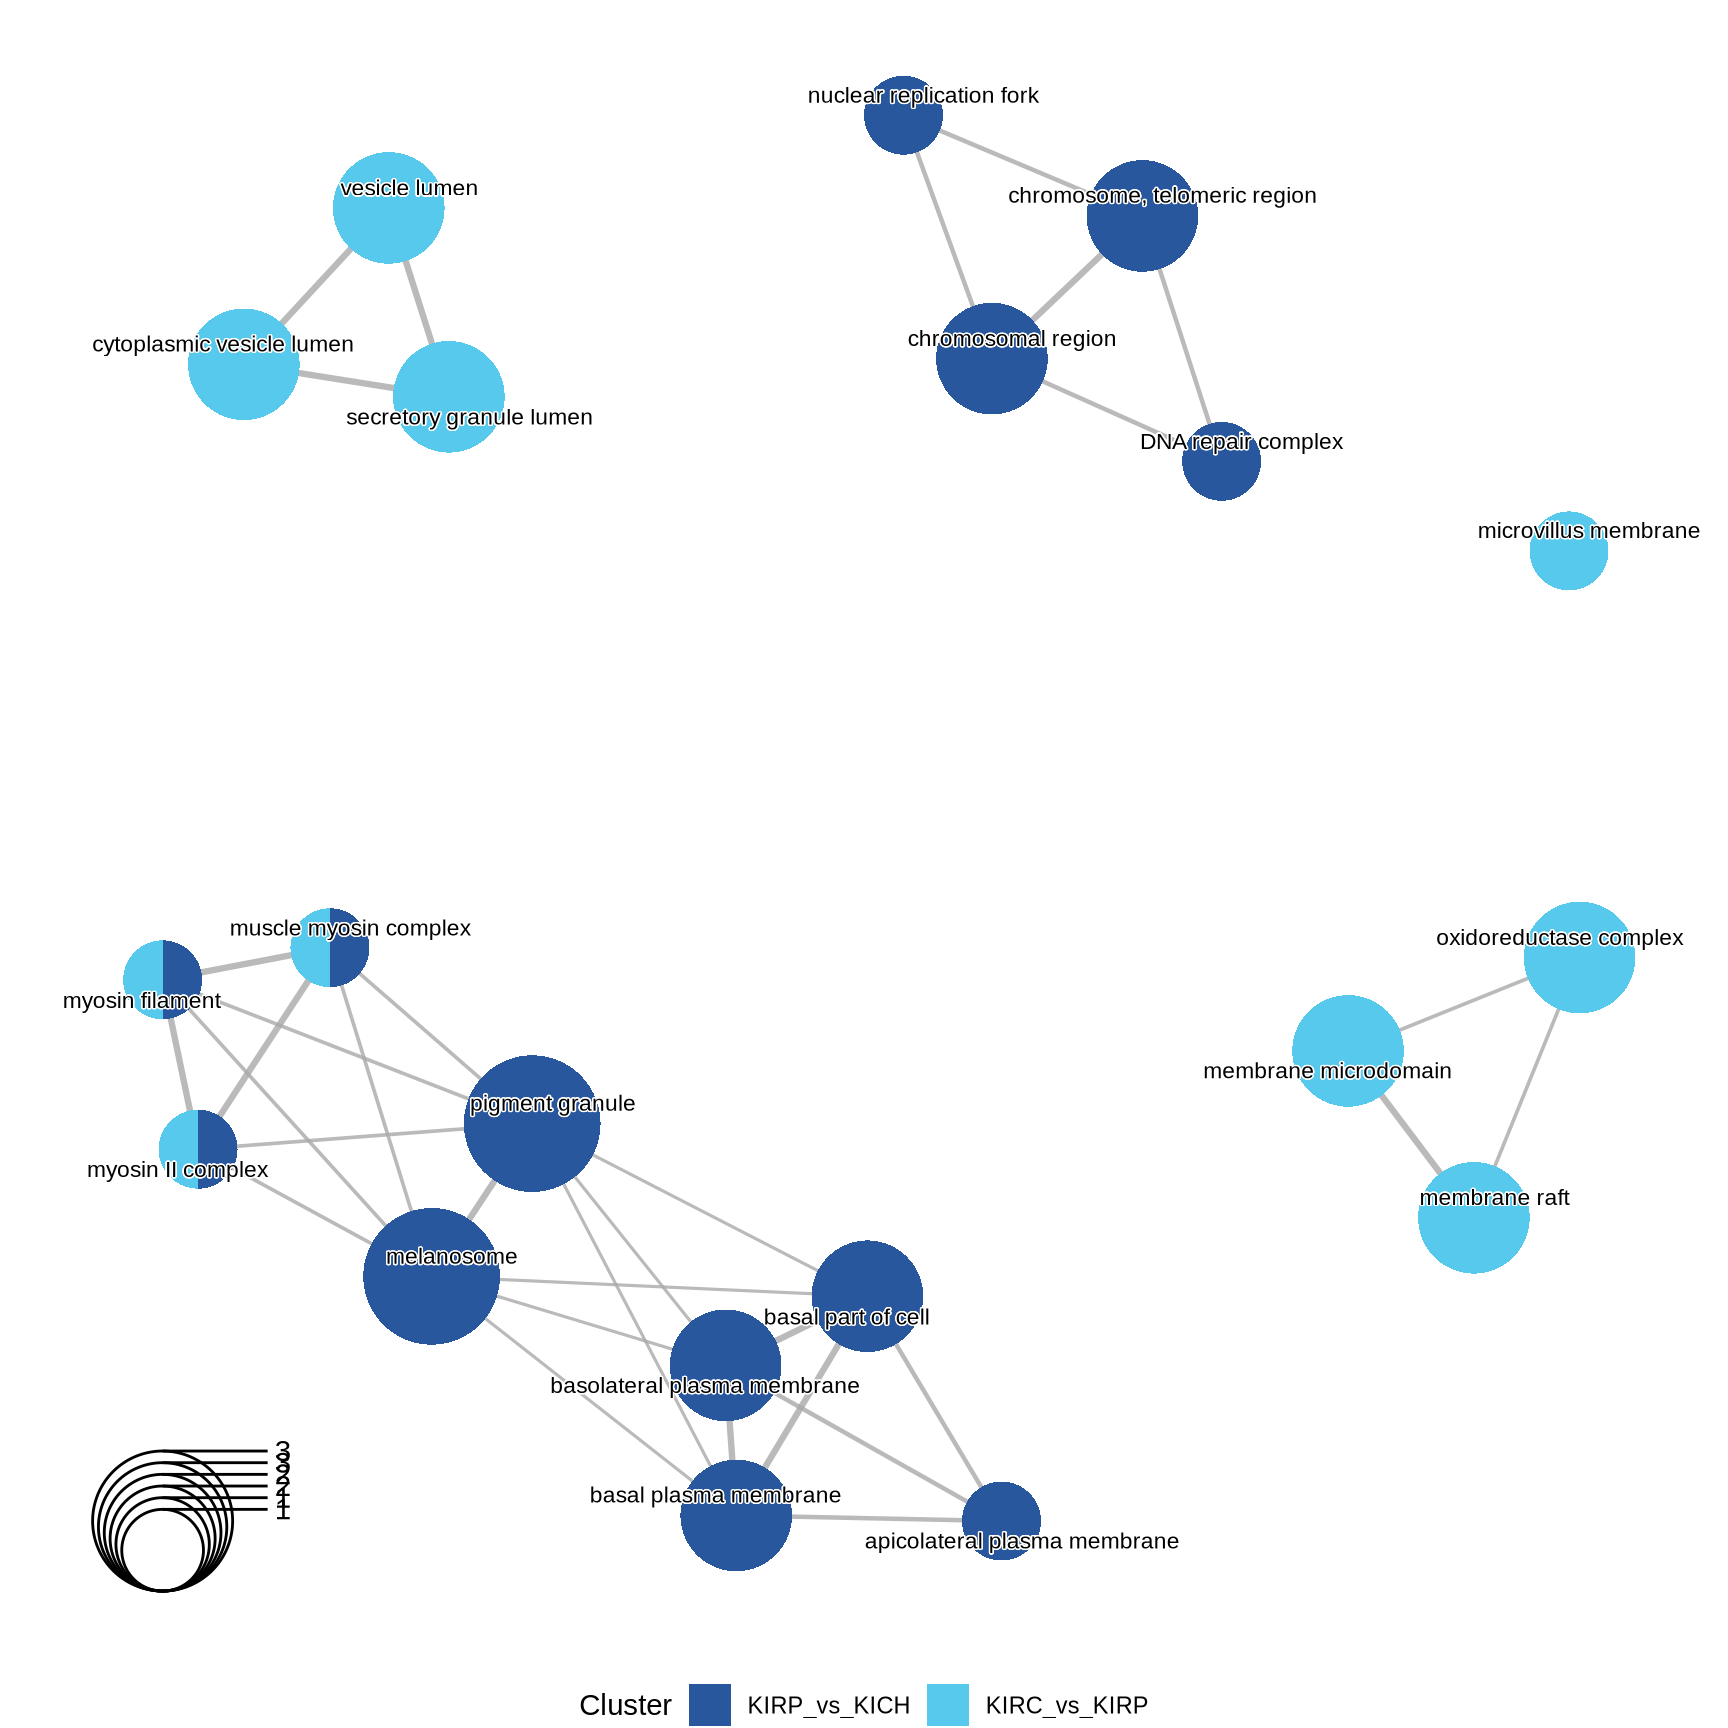 nuclear replication fork
vesicle lumen
chromosome, telomeric region
chromosomal region
cytoplasmic vesicle lumen
secretory granule lumen
DNA repair complex
microvillus membrane
muscle myosin complex
oxidoreductase complex
myosin filament
membrane microdomain
pigment granule
myosin II complex
membrane raft
melanosome
basal part of cell
basolateral plasma membrane
3
3
2
2
1
1
basal plasma membrane
apicolateral plasma membrane
Cluster KIRP_vs_KICH KIRC_vs_KIRP